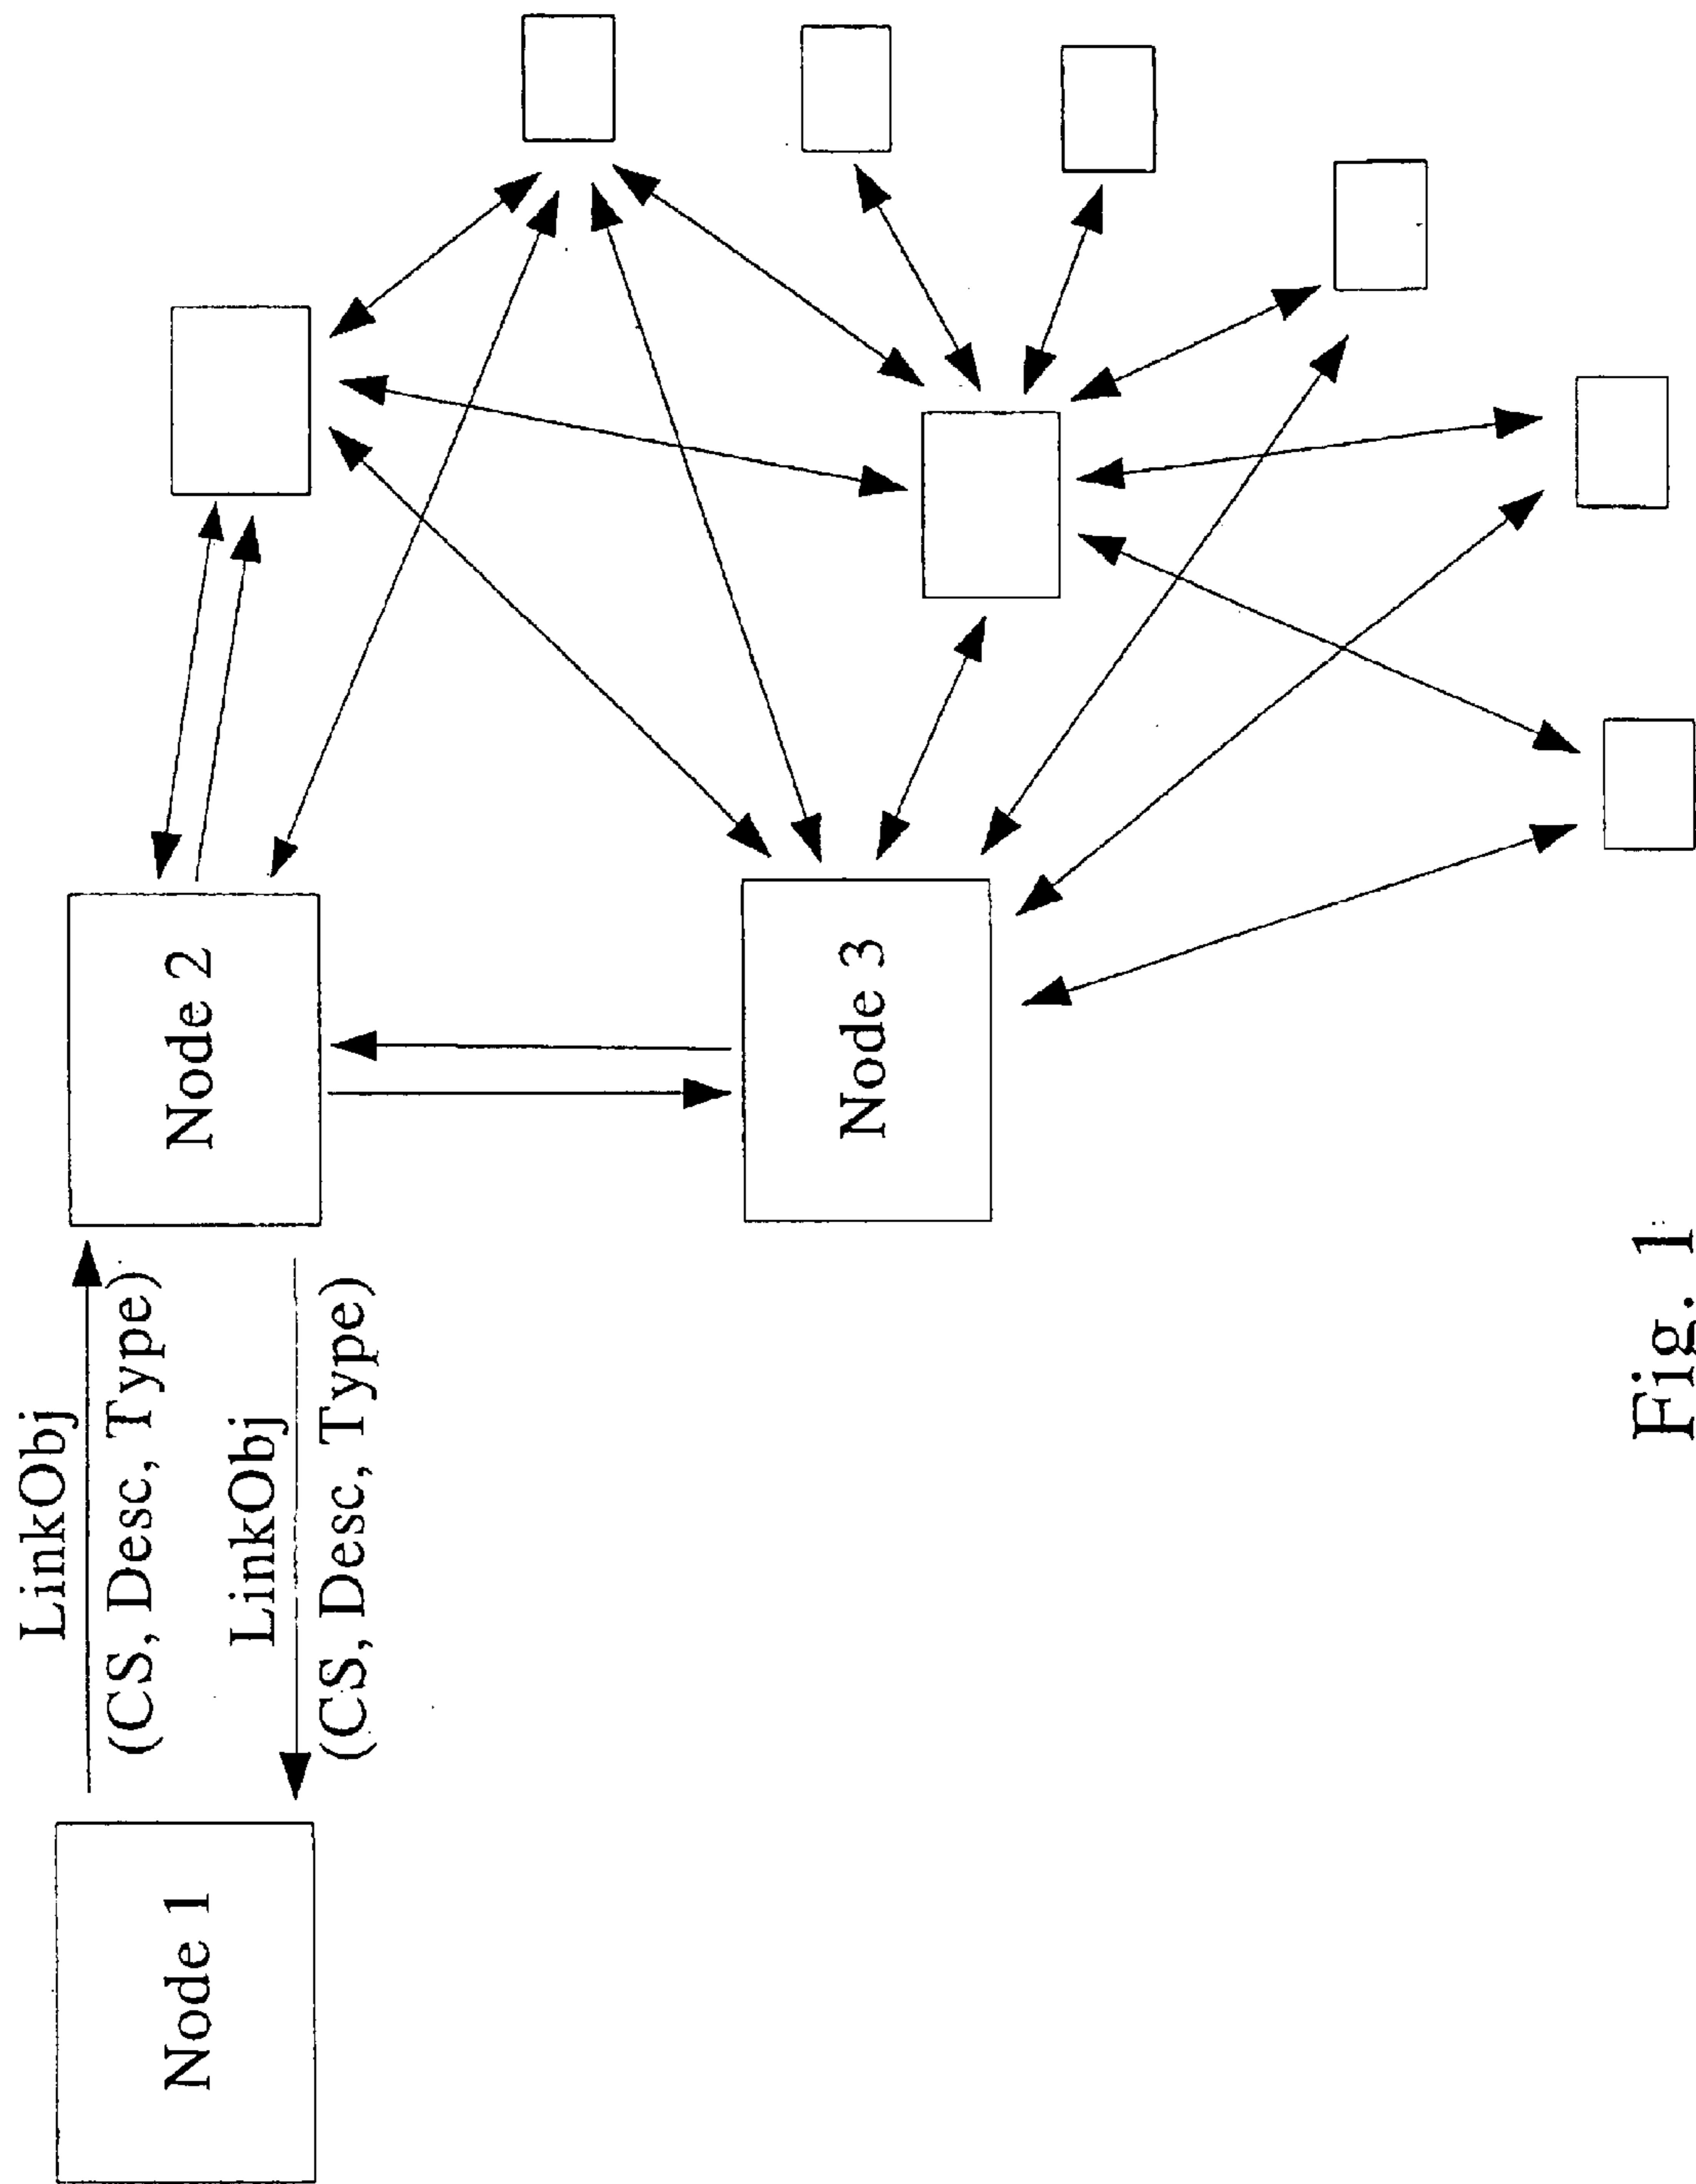 Node 1
LinkObj
(CS, Desc, Type)
LinkObj
(CS, Desc, Type)
Node 2
Node 3
Fig. 1